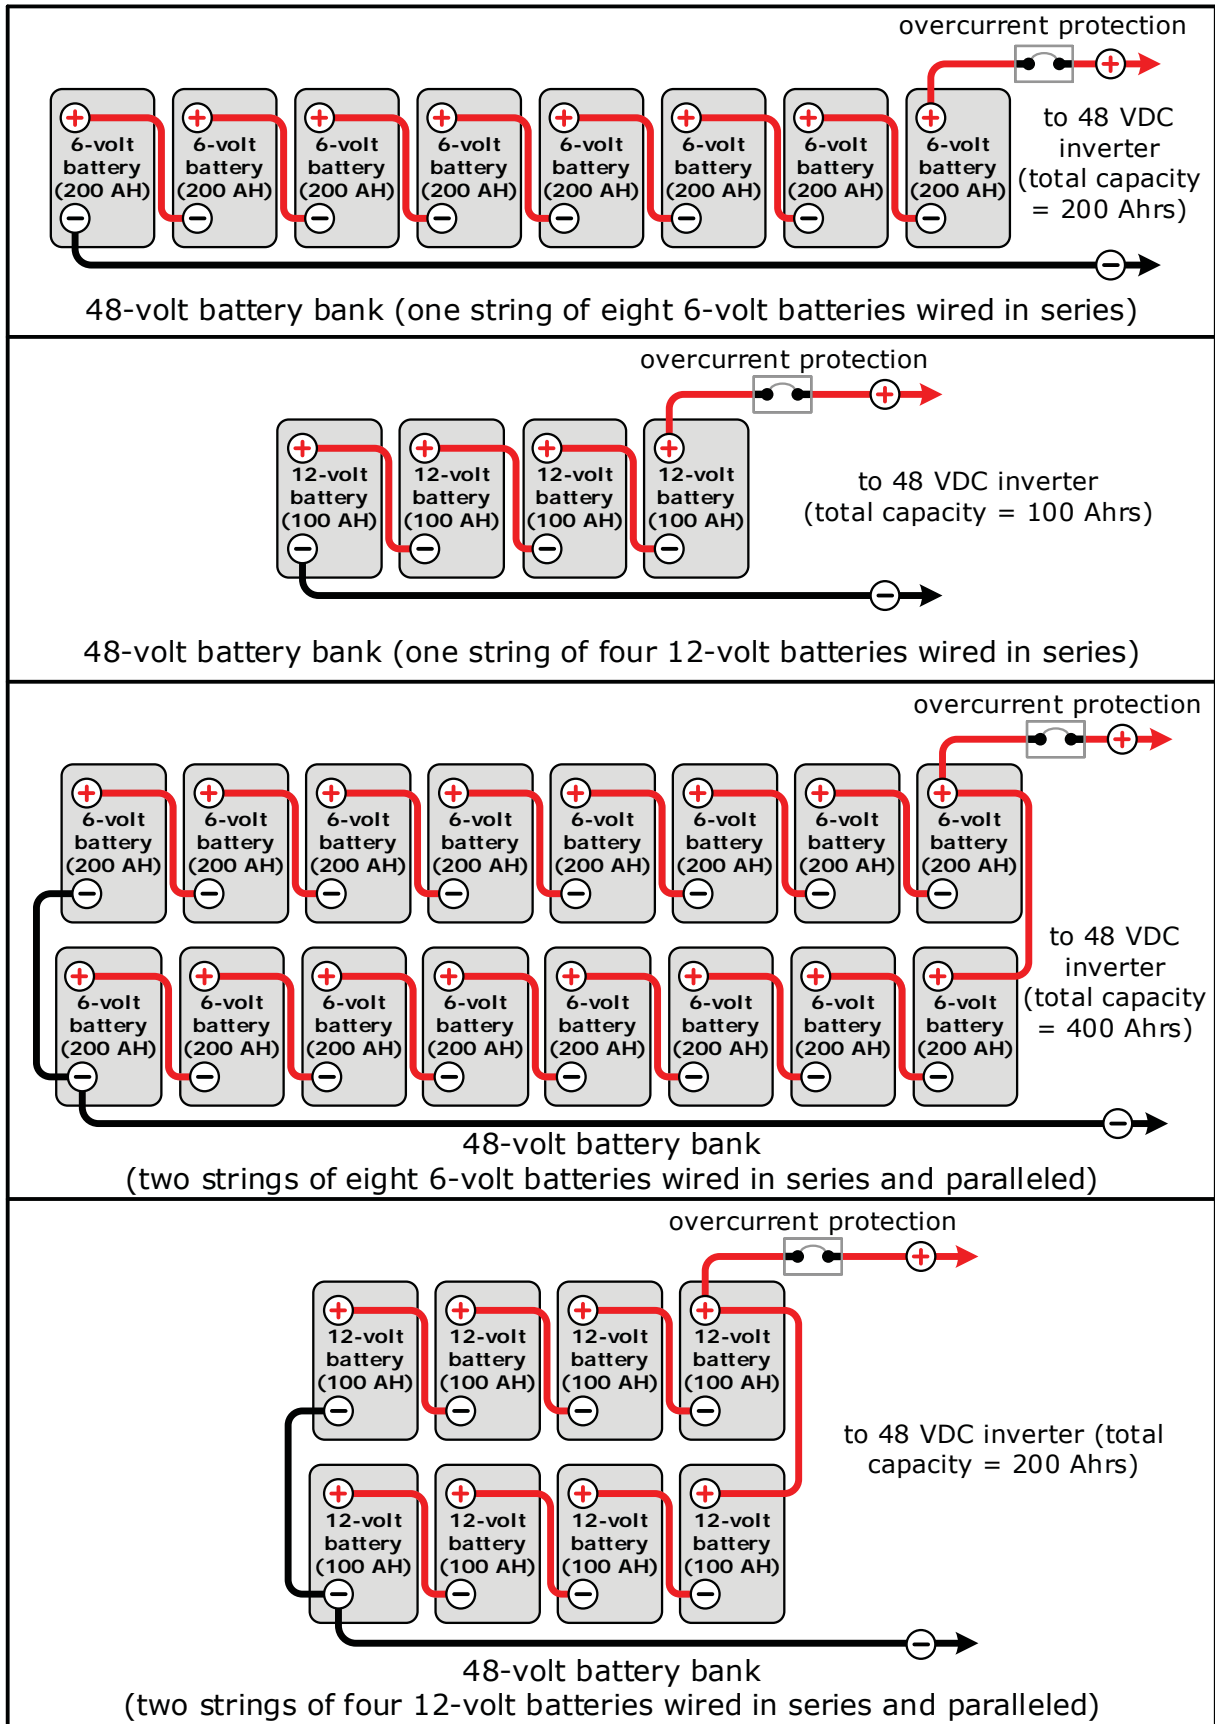 overcurrent protection
6-volt
battery
(200 AH)
6-volt
battery
(200 AH)
6-volt
battery
(200 AH)
6-volt
battery
(200 AH)
6-volt
battery
(200 AH)
6-volt
battery
(200 AH)
6-volt
battery
(200 AH)
6-volt
battery
(200 AH)
to 48 VDC
inverter
(total capacity
= 200 Ahrs)
48-volt battery bank (one string of eight 6-volt batteries wired in series)
overcurrent protection
12-volt
battery
(100 AH)
12-volt
battery
(100 AH)
12-volt
battery
(100 AH)
12-volt
battery
(100 AH)
to 48 VDC inverter
(total capacity = 100 Ahrs)
48-volt battery bank (one string of four 12-volt batteries wired in series)
overcurrent protection
6-volt
battery
(200 AH)
6-volt
battery
(200 AH)
6-volt
battery
(200 AH)
6-volt
battery
(200 AH)
6-volt
battery
(200 AH)
6-volt
battery
(200 AH)
6-volt
battery
(200 AH)
6-volt
battery
(200 AH)
6-volt
battery
(200 AH)
6-volt
battery
(200 AH)
6-volt
battery
(200 AH)
6-volt
battery
(200 AH)
6-volt
battery
(200 AH)
6-volt
battery
(200 AH)
6-volt
battery
(200 AH)
6-volt
battery
(200 AH)
to 48 VDC
inverter
(total capacity
= 400 Ahrs)
48-volt battery bank
(two strings of eight 6-volt batteries wired in series and paralleled)
overcurrent protection
12-volt
battery
(100 AH)
12-volt
battery
(100 AH)
12-volt
battery
(100 AH)
12-volt
battery
(100 AH)
12-volt
battery
(100 AH)
12-volt
battery
(100 AH)
12-volt
battery
(100 AH)
12-volt
battery
(100 AH)
to 48 VDC inverter (total
capacity = 200 Ahrs)
48-volt battery bank
(two strings of four 12-volt batteries wired in series and paralleled)